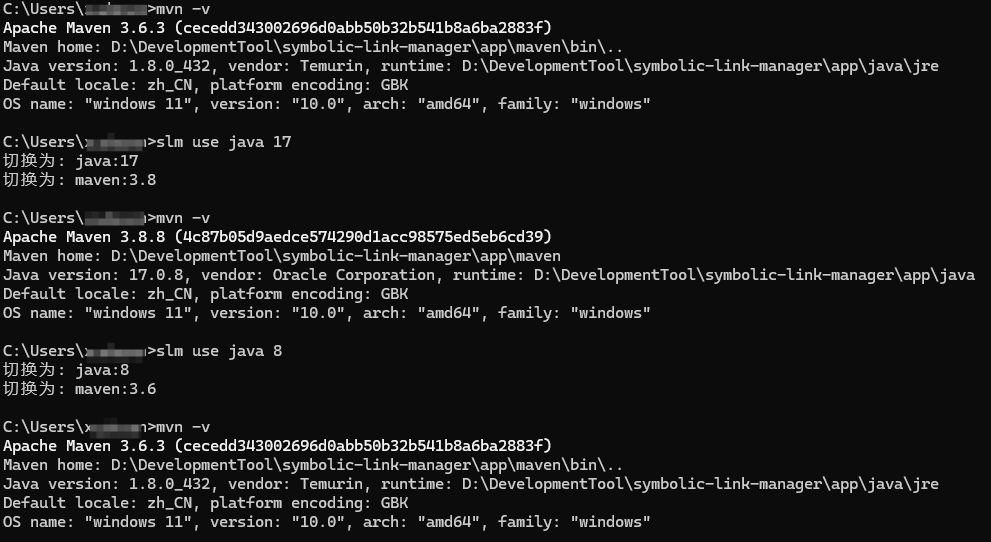 C:\Users\>mvn -v
Apache Maven 3.6.3 (cecedd343002696d0abb50b32b541b8a6ba2883f)
Maven home: D:\DevelopmentTool\symbolic-link-manager\app\maven\bin\..
Java version: 1.8.0_432, vendor: Temurin, runtime: D:\DevelopmentTool\symbolic-link-manager\app\java\jre
Default locale: zh_CN, platform encoding: GBK
OS name: "windows 11", version: "10.0", arch: "amd64", family: "windows"
C:\Users\>slm use java 17
切换为: java:17
切换为: maven:3.8
C:\Users\>mvn -v
Apache Maven 3.8.8 (4c87b05d9aedce574290d1acc98575ed5eb6cd39)
Maven home: D:\DevelopmentTool\symbolic-link-manager\app\maven
Java version: 17.0.8, vendor: Oracle Corporation, runtime: D:\DevelopmentTool\symbolic-link-manager\app\java
Default locale: zh_CN, platform encoding: GBK
OS name: "windows 11", version: "10.0", arch: "amd64", family: "windows"
C:\Users\>slm use java 8
切换为: java:8
切换为: maven:3.6
C:\Users\>mvn -v
Apache Maven 3.6.3 (cecedd343002696d0abb50b32b541b8a6ba2883f)
Maven home: D:\DevelopmentTool\symbolic-link-manager\app\maven\bin\..
Java version: 1.8.0_432, vendor: Temurin, runtime: D:\DevelopmentTool\symbolic-link-manager\app\java\jre
Default locale: zh_CN, platform encoding: GBK
OS name: "windows 11", version: "10.0", arch: "amd64", family: "windows"